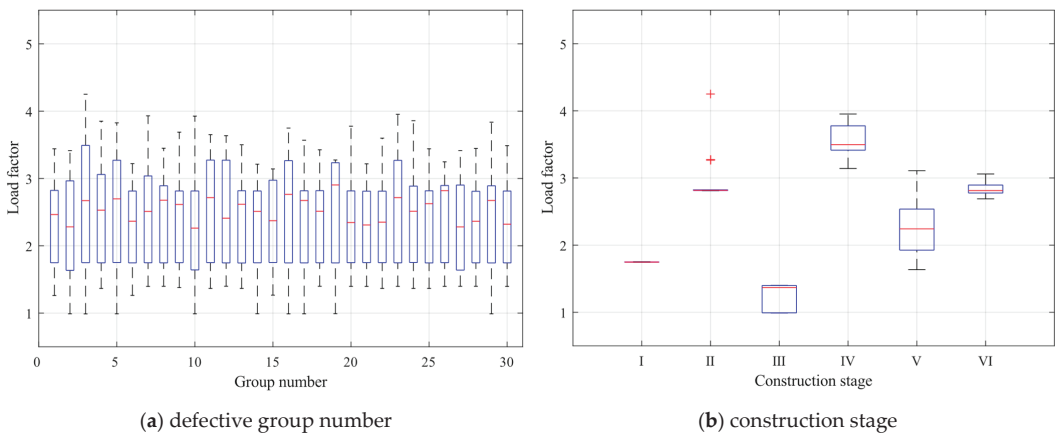 5
4
3
2
1
Load factor
0
5
10
15
20
25
30
Group number
(a) defective group number
5
4
3
2
1
Load factor
I
II
III
IV
V
VI
Construction stage
(b) construction stage